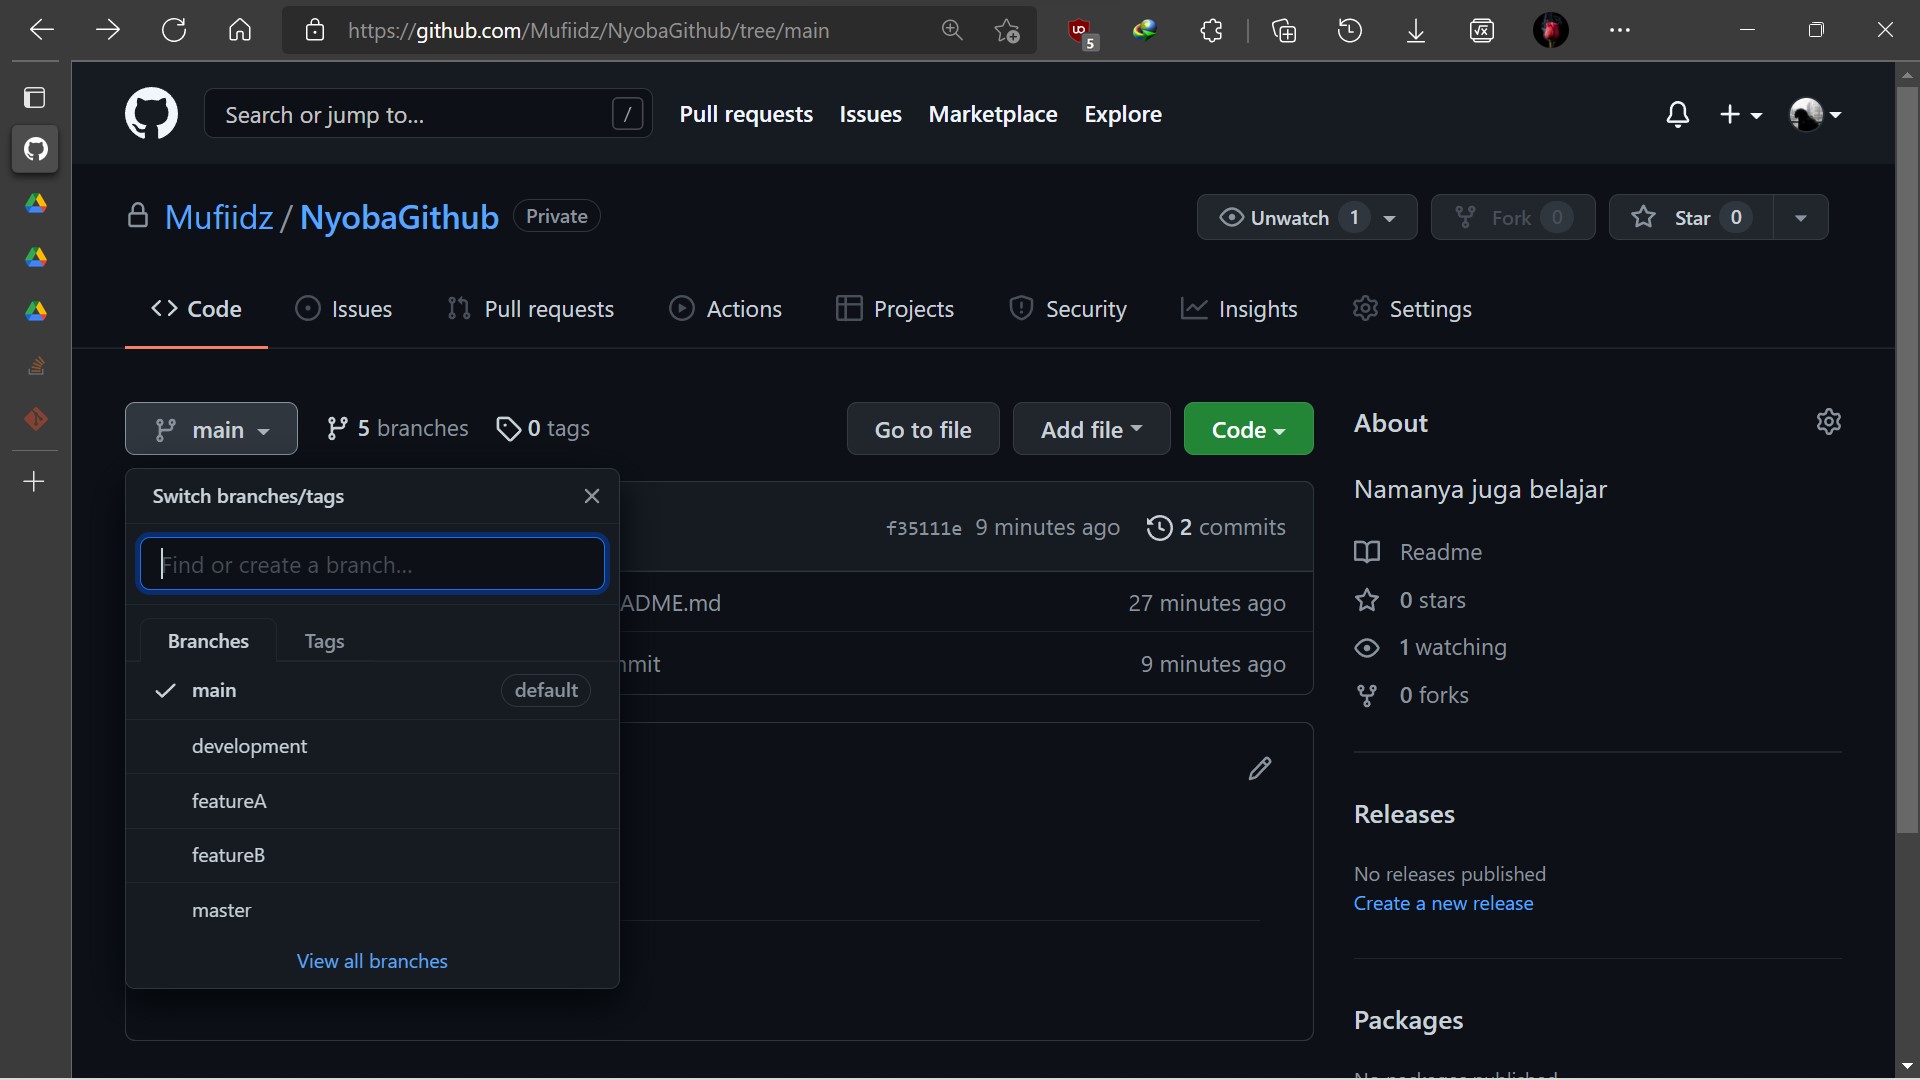 https://github.com/Mufiidz/NyobaGithub/tree/main
5
Search or jump to...
/
Pull requests
Issues
Marketplace
Explore
Mufiidz / NyobaGithub
Private
Unwatch 1
Fork 0
Star 0
Code
Issues
Pull requests
Actions
Projects
Security
Insights
Settings
main
5 branches
0 tags
Go to file
Add file
Code
Switch branches/tags
Find or create a branch...
Branches
Tags
main
default
development
featureA
featureB
master
View all branches
f35111e 9 minutes ago
2 commits
ADME.md
27 minutes ago
mit
9 minutes ago
About
Namanya juga belajar
Readme
0 stars
1 watching
0 forks
Releases
No releases published
Create a new release
Packages
No packages published